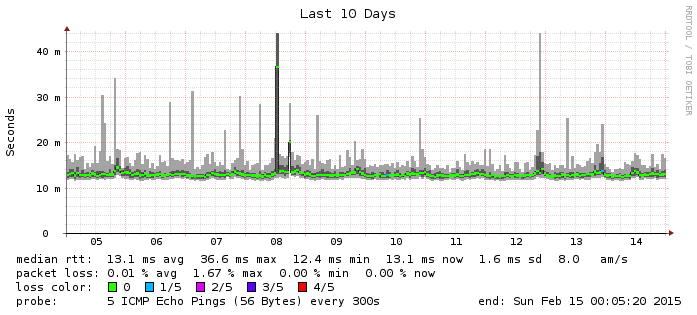 Last 10 Days
RRDTOOL / TOBI OETIKER
Seconds
40 m
30 m
20 m
10 m
0
05 06 07 08 09 10 11 12 13 14
median rtt: 13.1 ms avg 36.6 ms max 12.4 ms min 13.1 ms now 1.6 ms sd 8.0 am/s
packet loss: 0.01 % avg 1.67 % max 0.00 % min 0.00 % now
loss color: 0 1/5 2/5 3/5 4/5
probe: 5 ICMP Echo Pings (56 Bytes) every 300s end: Sun Feb 15 00:05:20 2015